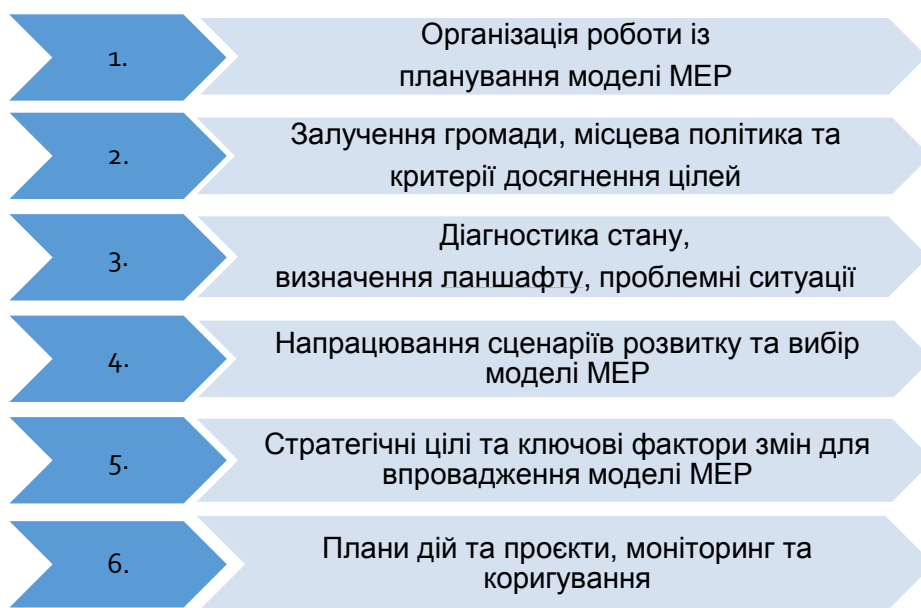 1.
Організація роботи із
планування моделі МЕР
2.
Залучення громади, місцева політика та
критерії досягнення цілей
3.
Діагностика стану,
визначення ланшафту, проблемні ситуації
4.
Напрацювання сценаріїв розвитку та вибір
моделі МЕР
5.
Стратегічні цілі та ключові фактори змін для
впровадження моделі МЕР
6.
Плани дій та проєкти, моніторинг та
коригування